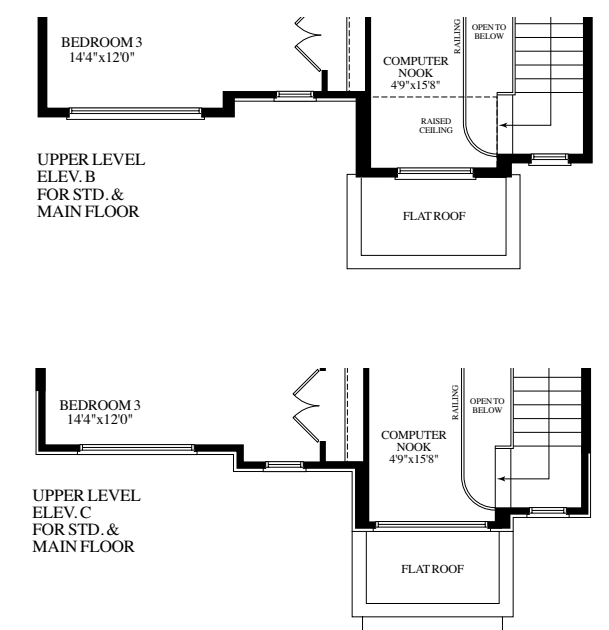 BEDROOM 3
14'4"x12'0"
COMPUTER
NOOK
4'9"x15'8"
RAILING
OPEN TO
BELOW
RAISED
CEILING
UPPER LEVEL
ELEV. B
FOR STD. &
MAIN FLOOR
FLAT ROOF
BEDROOM 3
14'4"x12'0"
COMPUTER
NOOK
4'9"x15'8"
RAILING
OPEN TO
BELOW
UPPER LEVEL
ELEV. C
FOR STD. &
MAIN FLOOR
FLAT ROOF